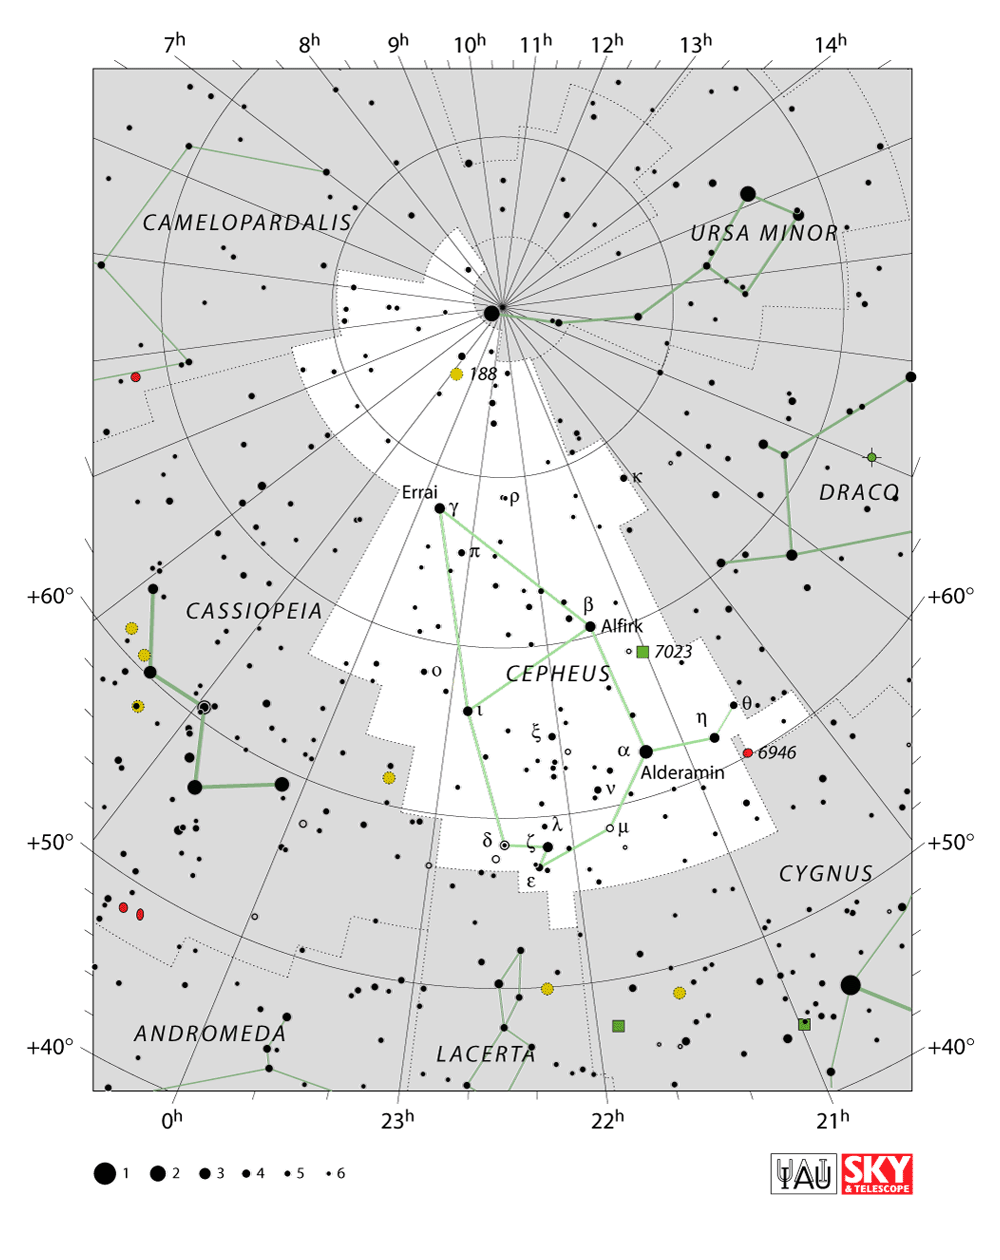 7h 8h 9h 10h 11h 12h 13h 14h
CAMELOPARDALIS
URSA MINOR
188
κ
Errai γ ρ
DRACO
π
+60° +60°
CASSIOPEIA
β
Alfirk
7023
ο CEPHEUS
ι θ
η
ξ α 6946
Alderamin
ν
λ μ
+50° δ ζ +50°
ε
CYGNUS
ANDROMEDA
LACERTA
+40° +40°
0h 23h 22h 21h
1 2 3 4 5 6
IAU
SKY
& TELESCOPE